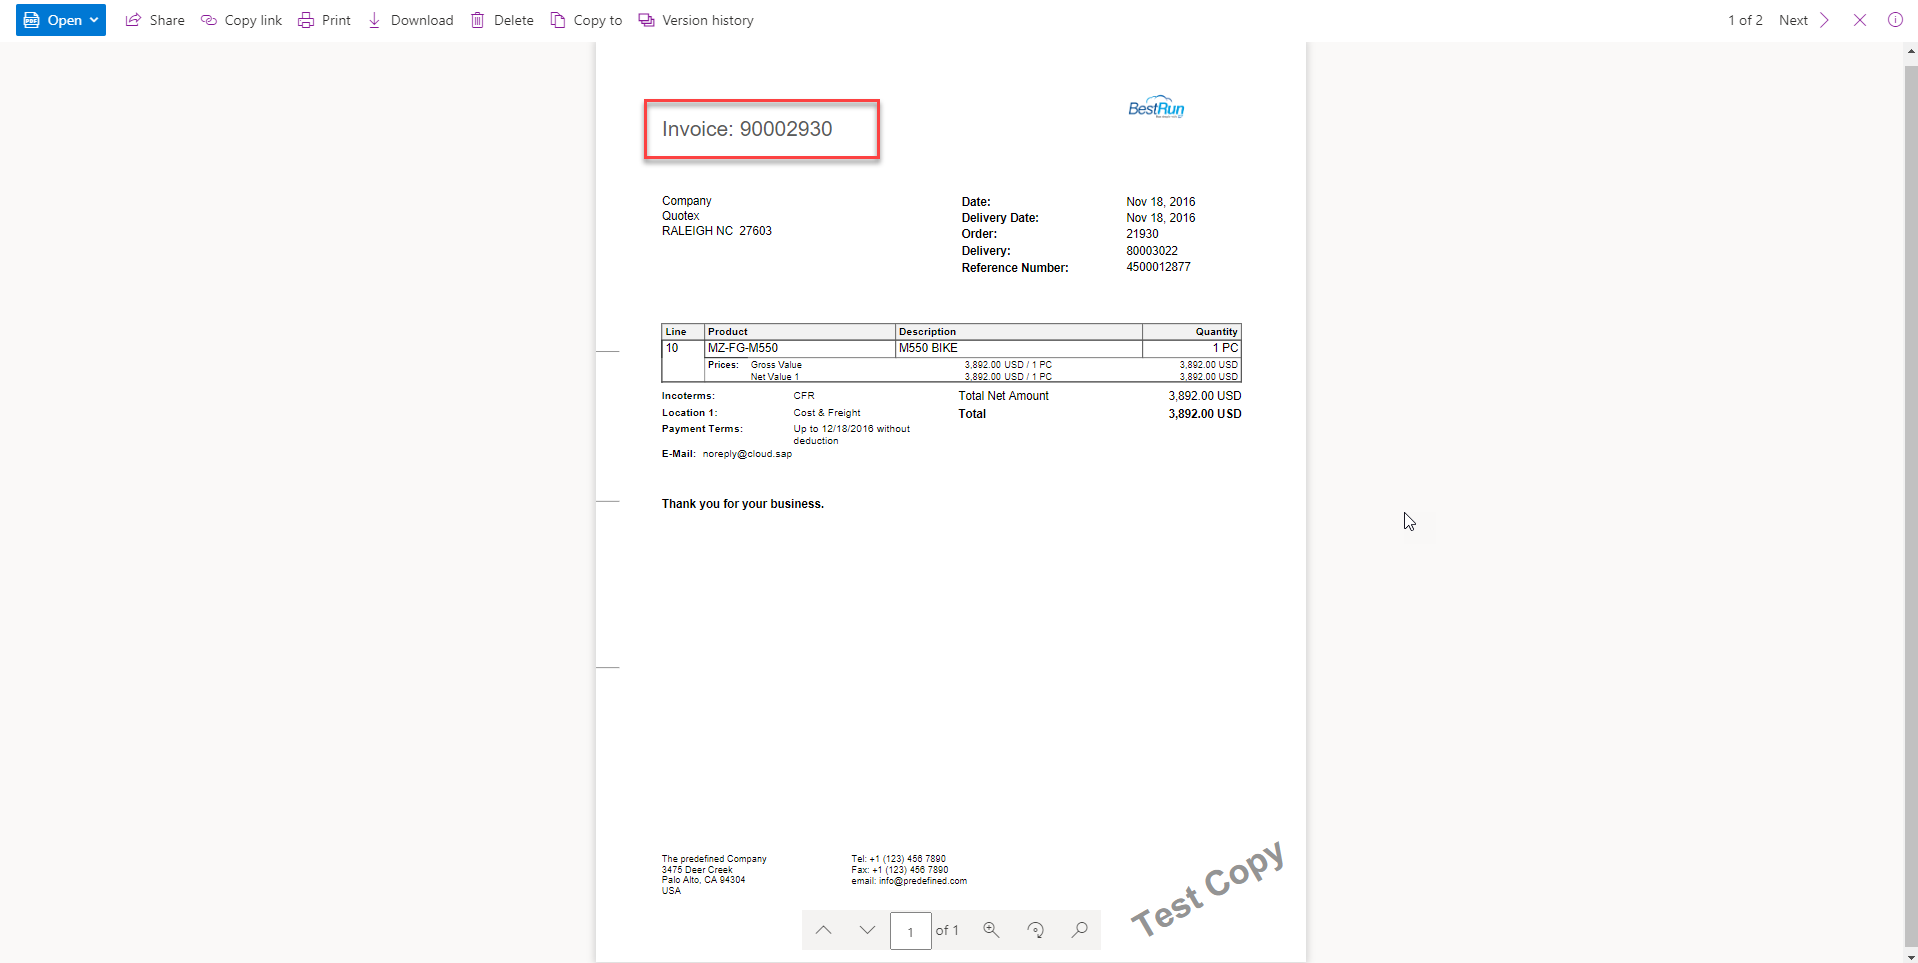 Open Share Copy link Print Download Delete Copy to Version history 1 of 2 Next
BestRun
Invoice: 90002930
Company
Quotex
RALEIGH NC 27603
Date: Nov 18, 2016
Delivery Date: Nov 18, 2016
Order: 21930
Delivery: 80003022
Reference Number: 4500012877
Line Product Description Quantity
10 MZ-FG-M550 M550 BIKE 1 PC
Prices: Gross Value 3,892.00 USD / 1 PC 3,892.00 USD
Net Value 1 3,892.00 USD / 1 PC 3,892.00 USD
Incoterms: CFR
Location 1: Cost & Freight
Payment Terms: Up to 12/18/2016 without
deduction
E-Mail: noreply@cloud.sap
Total Net Amount 3,892.00 USD
Total 3,892.00 USD
Thank you for your business.
The predefined Company
3475 Deer Creek
Palo Alto, CA 94304
USA
Tel: +1 (123) 456 7890
Fax: +1 (123) 456 7890
email: info@predefined.com
Test Copy
1 of 1